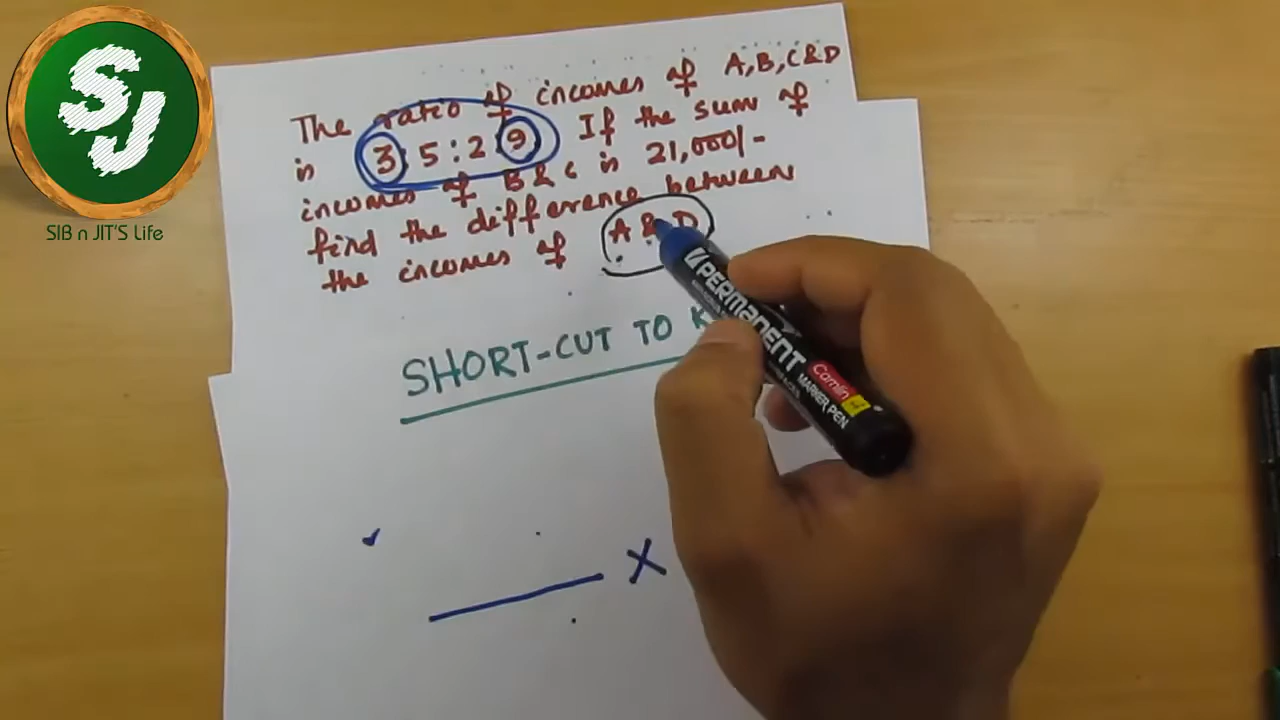 SJ
SIB n JIT'S Life
The ratio of incomes of A,B,C&D
is 3 5 : 2 9 If the sum of
incomes of B & C is 21,000/-
find the difference between
the incomes of A & D
SHORT-CUT TO
X
PERMANENT
MARKER PEN
Camlin